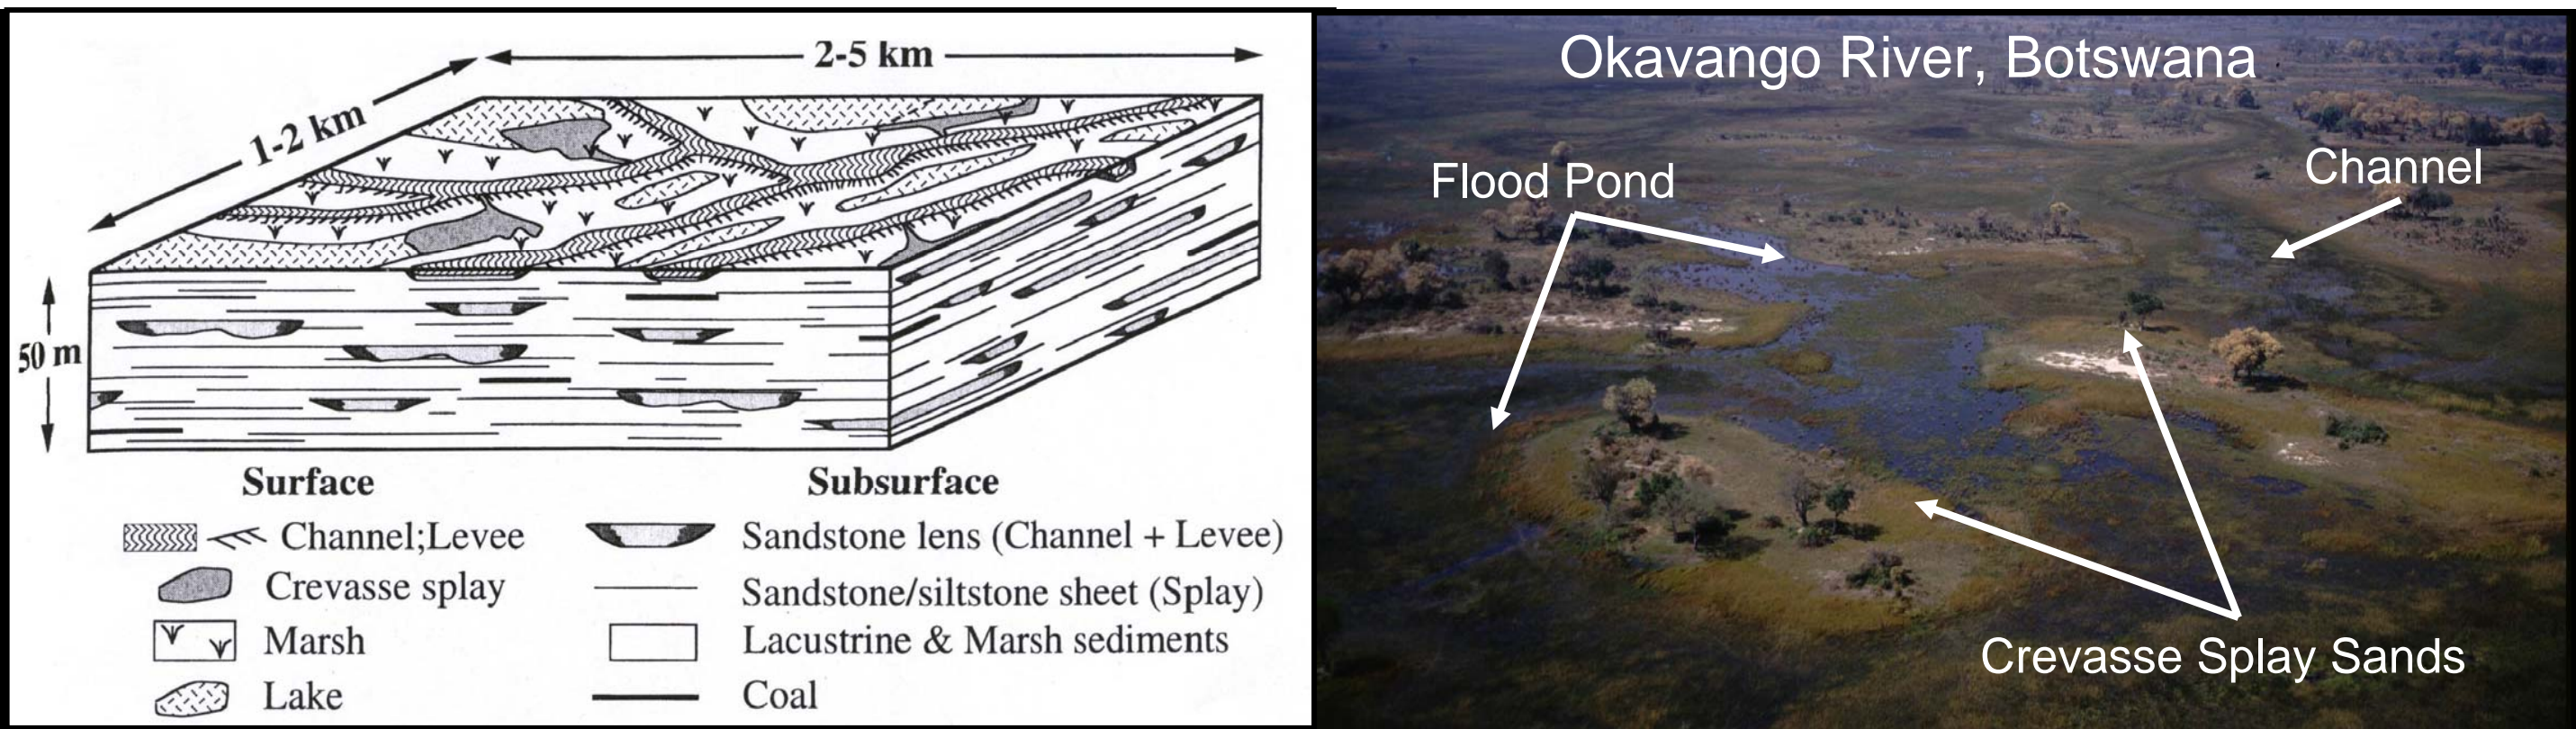 2-5 km
1-2 km
50 m
Surface
Channel;Levee
Crevasse splay
Marsh
Lake
Subsurface
Sandstone lens (Channel + Levee)
Sandstone/siltstone sheet (Splay)
Lacustrine & Marsh sediments
Coal
Okavango River, Botswana
Flood Pond
Channel
Crevasse Splay Sands